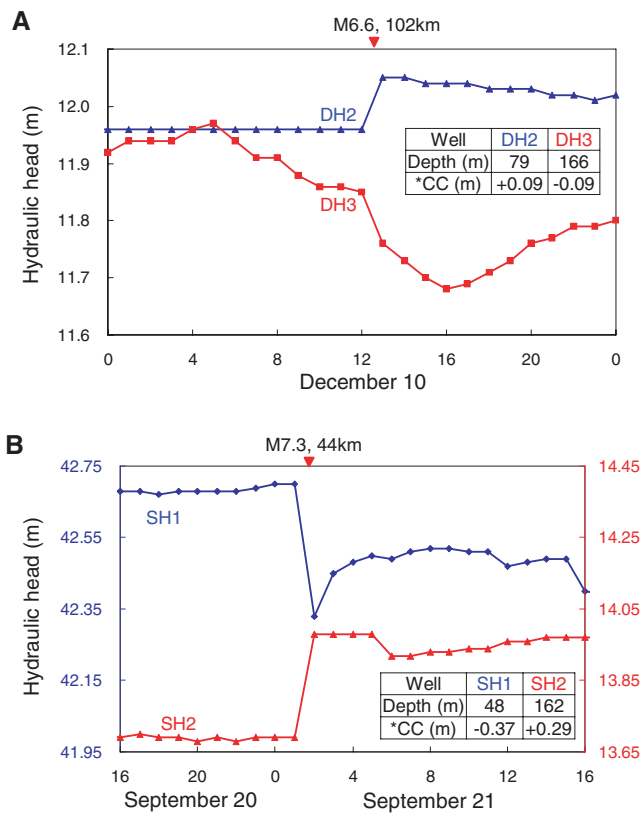 A
M6.6, 102km
Hydraulic head (m)
12.1
12.0
11.9
11.8
11.7
11.6
DH2
DH3
Well DH2 DH3
Depth (m) 79 166
*CC (m) +0.09 -0.09
0 4 8 12 16 20 0
December 10
B
M7.3, 44km
Hydraulic head (m)
42.75
42.55
42.35
42.15
41.95
14.45
14.25
14.05
13.85
13.65
SH1
SH2
Well SH1 SH2
Depth (m) 48 162
*CC (m) -0.37 +0.29
16 20 0 4 8 12 16
September 20 September 21